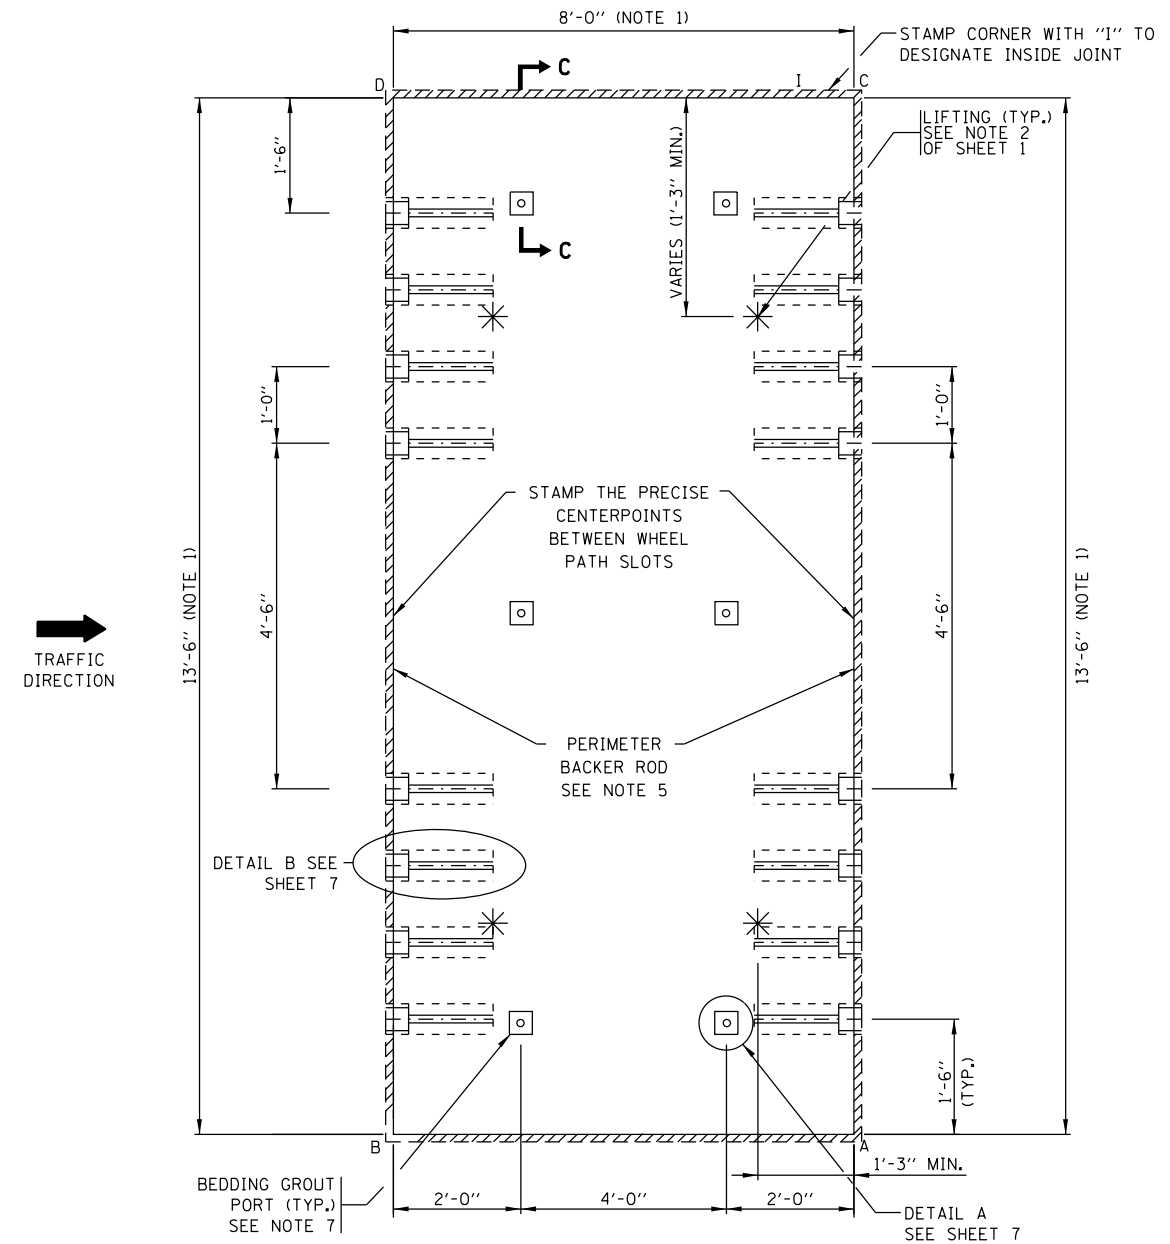 8'-0" (NOTE 1)
STAMP CORNER WITH "I" TO
DESIGNATE INSIDE JOINT
C
D
I
C
LIFTING (TYP.)
SEE NOTE 2
OF SHEET 1
1'-6"
VARIES (1'-3" MIN.)
C
1'-0"
1'-0"
STAMP THE PRECISE
CENTERPOINTS
BETWEEN WHEEL
PATH SLOTS
13'-6" (NOTE 1)
4'-6"
4'-6"
13'-6" (NOTE 1)
TRAFFIC
DIRECTION
PERIMETER
BACKER ROD
SEE NOTE 5
DETAIL B SEE
SHEET 7
1'-6"
(TYP.)
B
A
1'-3" MIN.
BEDDING GROUT
PORT (TYP.)
SEE NOTE 7
2'-0"
4'-0"
2'-0"
DETAIL A
SEE SHEET 7